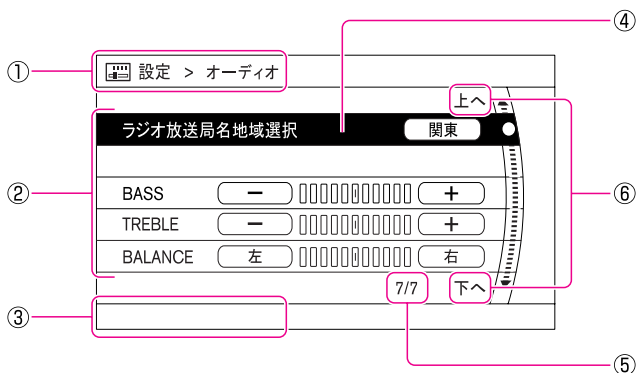 ④
① 設定 > オーディオ
上へ
ラジオ放送局名地域選択 関東
② ⑥
BASS − +
TREBLE − +
BALANCE 左 右
7/7 下へ
③
⑤